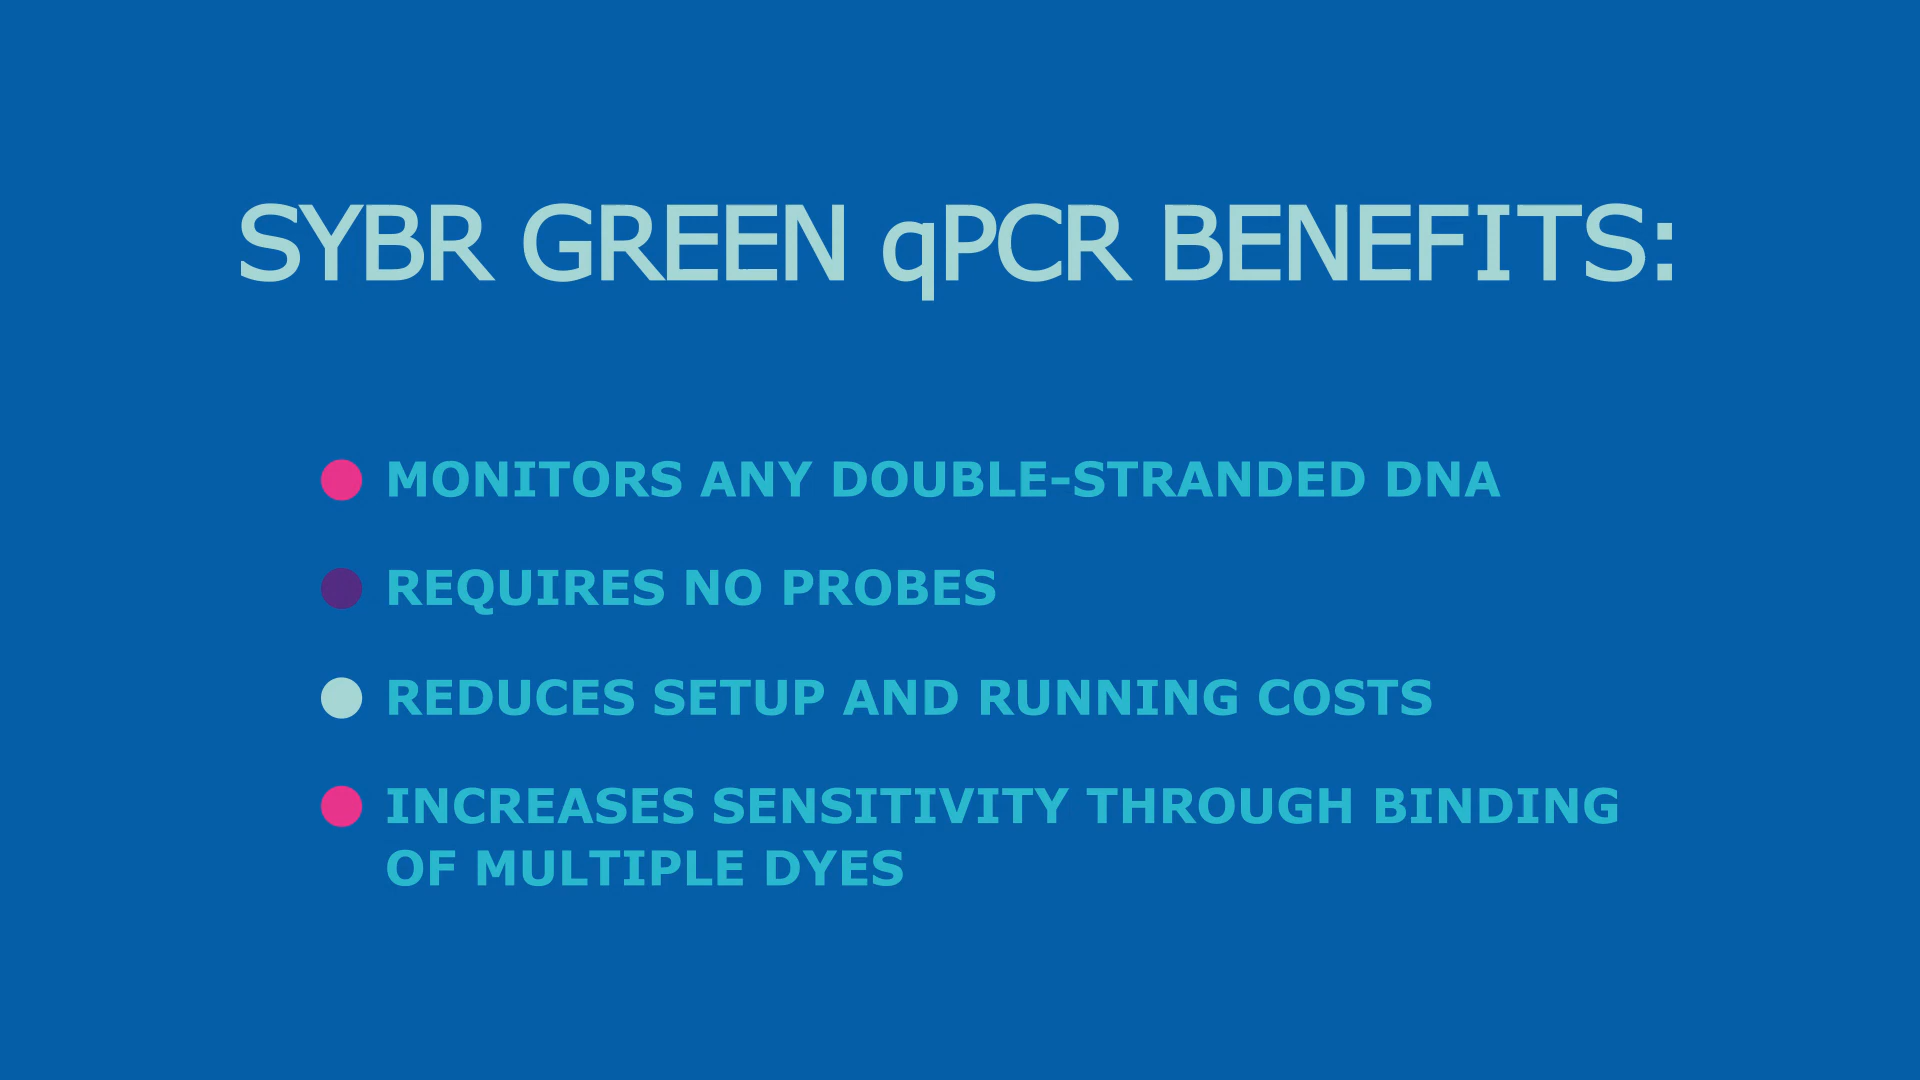 SYBR GREEN qPCR BENEFITS:
MONITORS ANY DOUBLE-STRANDED DNA
REQUIRES NO PROBES
REDUCES SETUP AND RUNNING COSTS
INCREASES SENSITIVITY THROUGH BINDING
OF MULTIPLE DYES